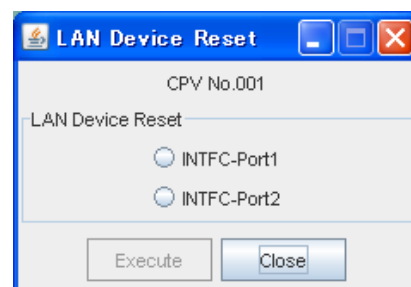 LAN Device Reset
CPV No.001
LAN Device Reset
INTFC-Port1
INTFC-Port2
Execute Close